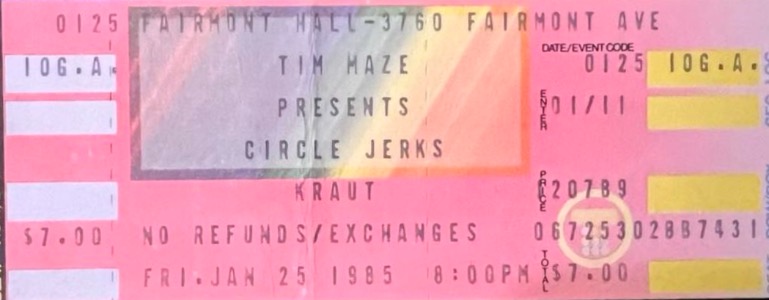 0125 FAIRMONT HALL-3760 FAIRMONT AVE
DATE/EVENT CODE
10G.A. TIM MAZE 0125 10G.A.
PRESENTS ENTER 01/11
CIRCLE JERKS
KRAUT PRICE 20789
$7.00 NO REFUNDS/EXCHANGES 06725302887431
FRI.JAN 25 1985 8:00PM TOTAL $7.00